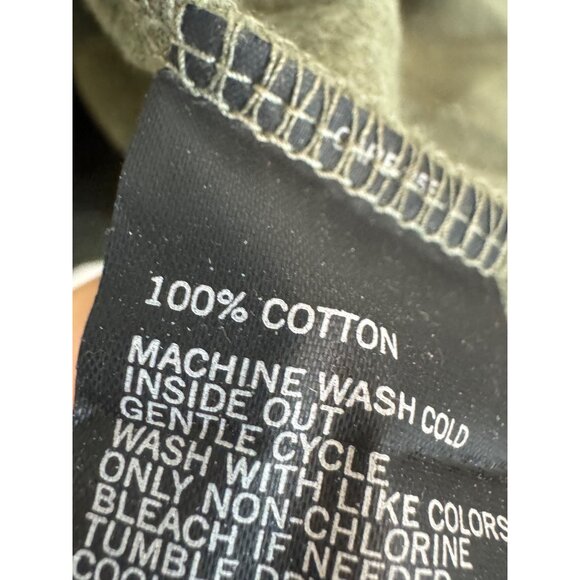 100% COTTON
MACHINE WASH COLD
INSIDE OUT
GENTLE CYCLE
WASH WITH LIKE COLORS
ONLY NON-CHLORINE
BLEACH IF NEEDED
TUMBLE